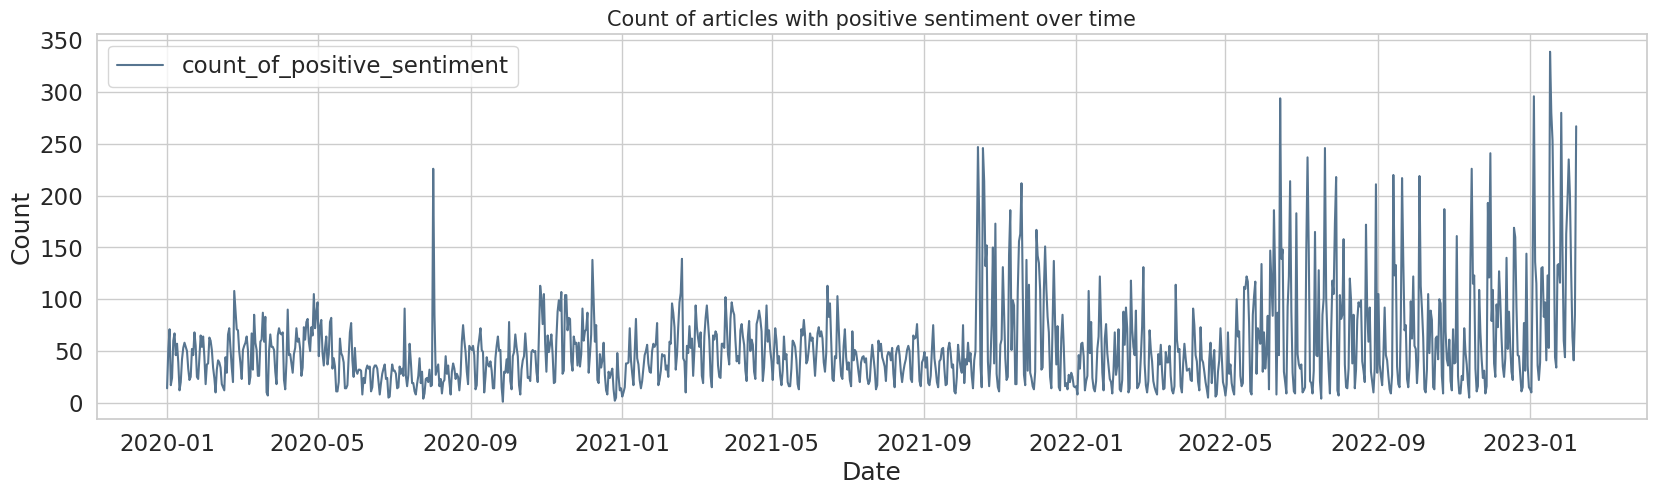 Count of articles with positive sentiment over time
350
300
250
200
150
100
50
0
Count
count_of_positive_sentiment
2020-01 2020-05 2020-09 2021-01 2021-05 2021-09 2022-01 2022-05 2022-09 2023-01
Date